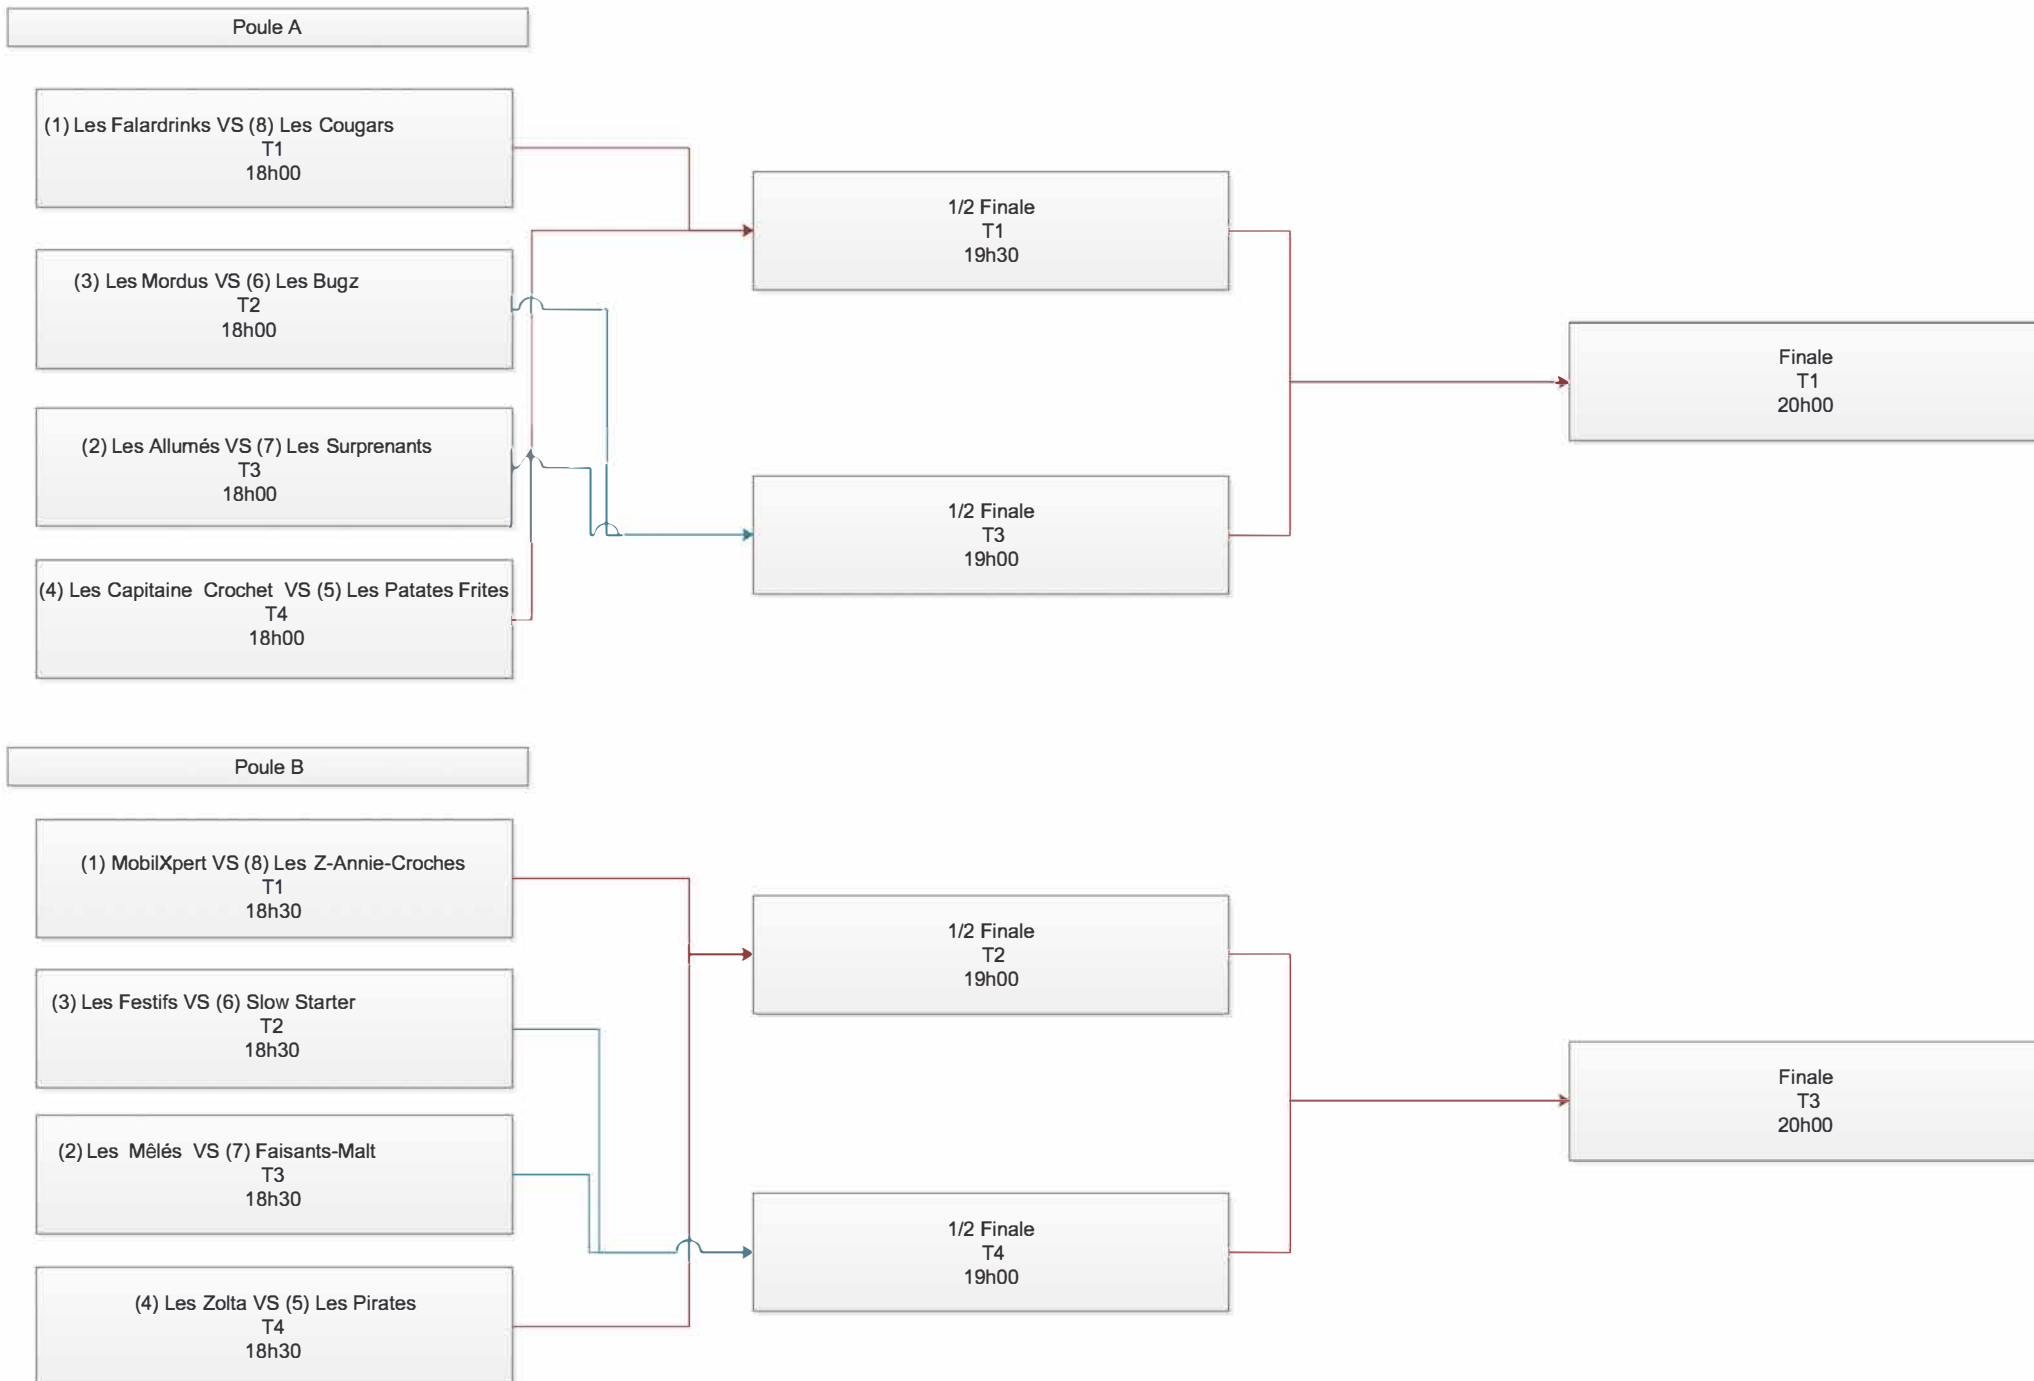 Poule A
(1) Les Falardrinks VS (8) Les Cougars
T1
18h00
(3) Les Mordus VS (6) Les Bugz
T2
18h00
(2) Les Allumés VS (7) Les Surprenants
T3
18h00
(4) Les Capitaine Crochet VS (5) Les Patates Frites
T4
18h00
1/2 Finale
T1
19h30
1/2 Finale
T3
19h00
Finale
T1
20h00
Poule B
(1) MobilXpert VS (8) Les Z-Annie-Croches
T1
18h30
(3) Les Festifs VS (6) Slow Starter
T2
18h30
(2) Les Mêlés VS (7) Faisants-Malt
T3
18h30
(4) Les Zolta VS (5) Les Pirates
T4
18h30
1/2 Finale
T2
19h00
1/2 Finale
T4
19h00
Finale
T3
20h00